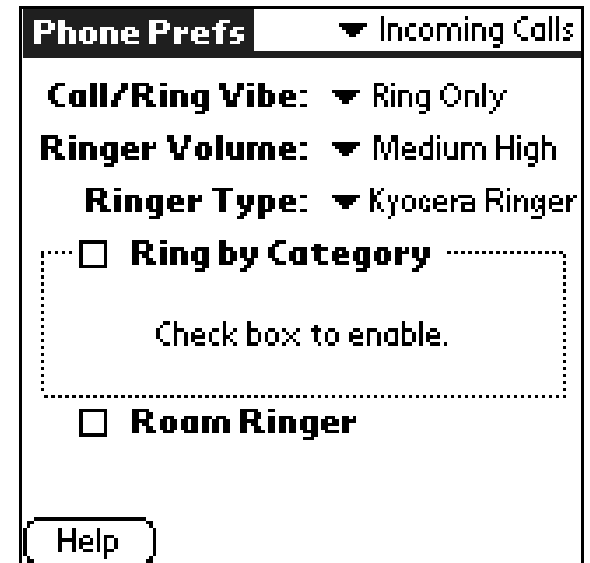 Phone Prefs Incoming Calls
Call/Ring Vibe: Ring Only
Ringer Volume: Medium High
Ringer Type: Kyocera Ringer
Ring by Category
Check box to enable.
Roam Ringer
Help